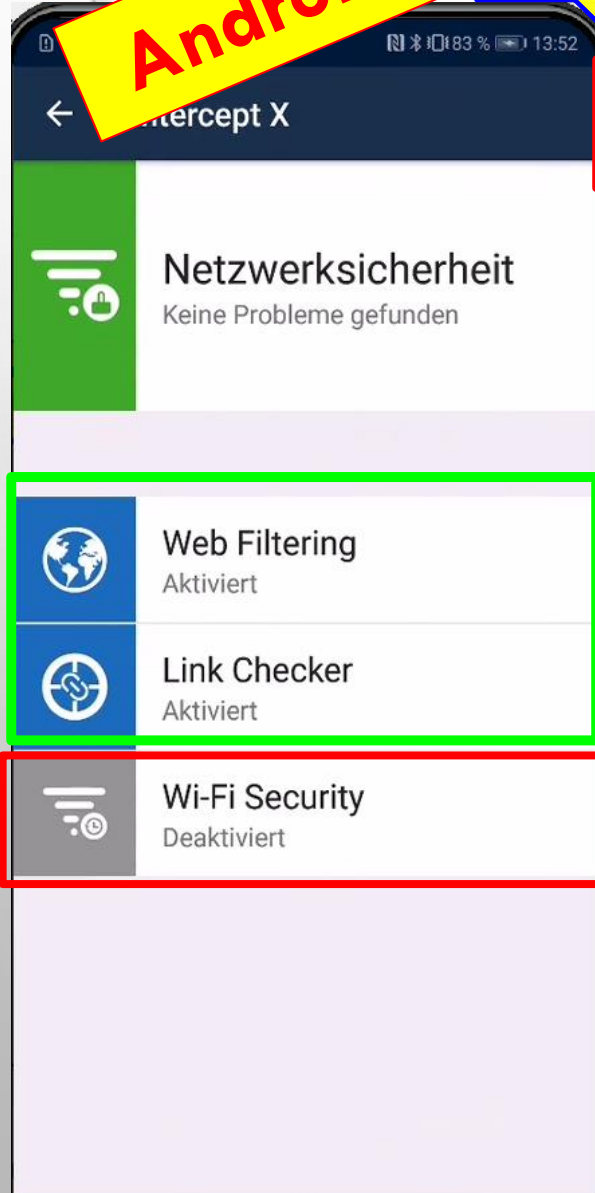 83 % 13:52
Andro
ntercept X
Netzwerksicherheit
Keine Probleme gefunden
Web Filtering
Aktiviert
Link Checker
Aktiviert
Wi-Fi Security
Deaktiviert